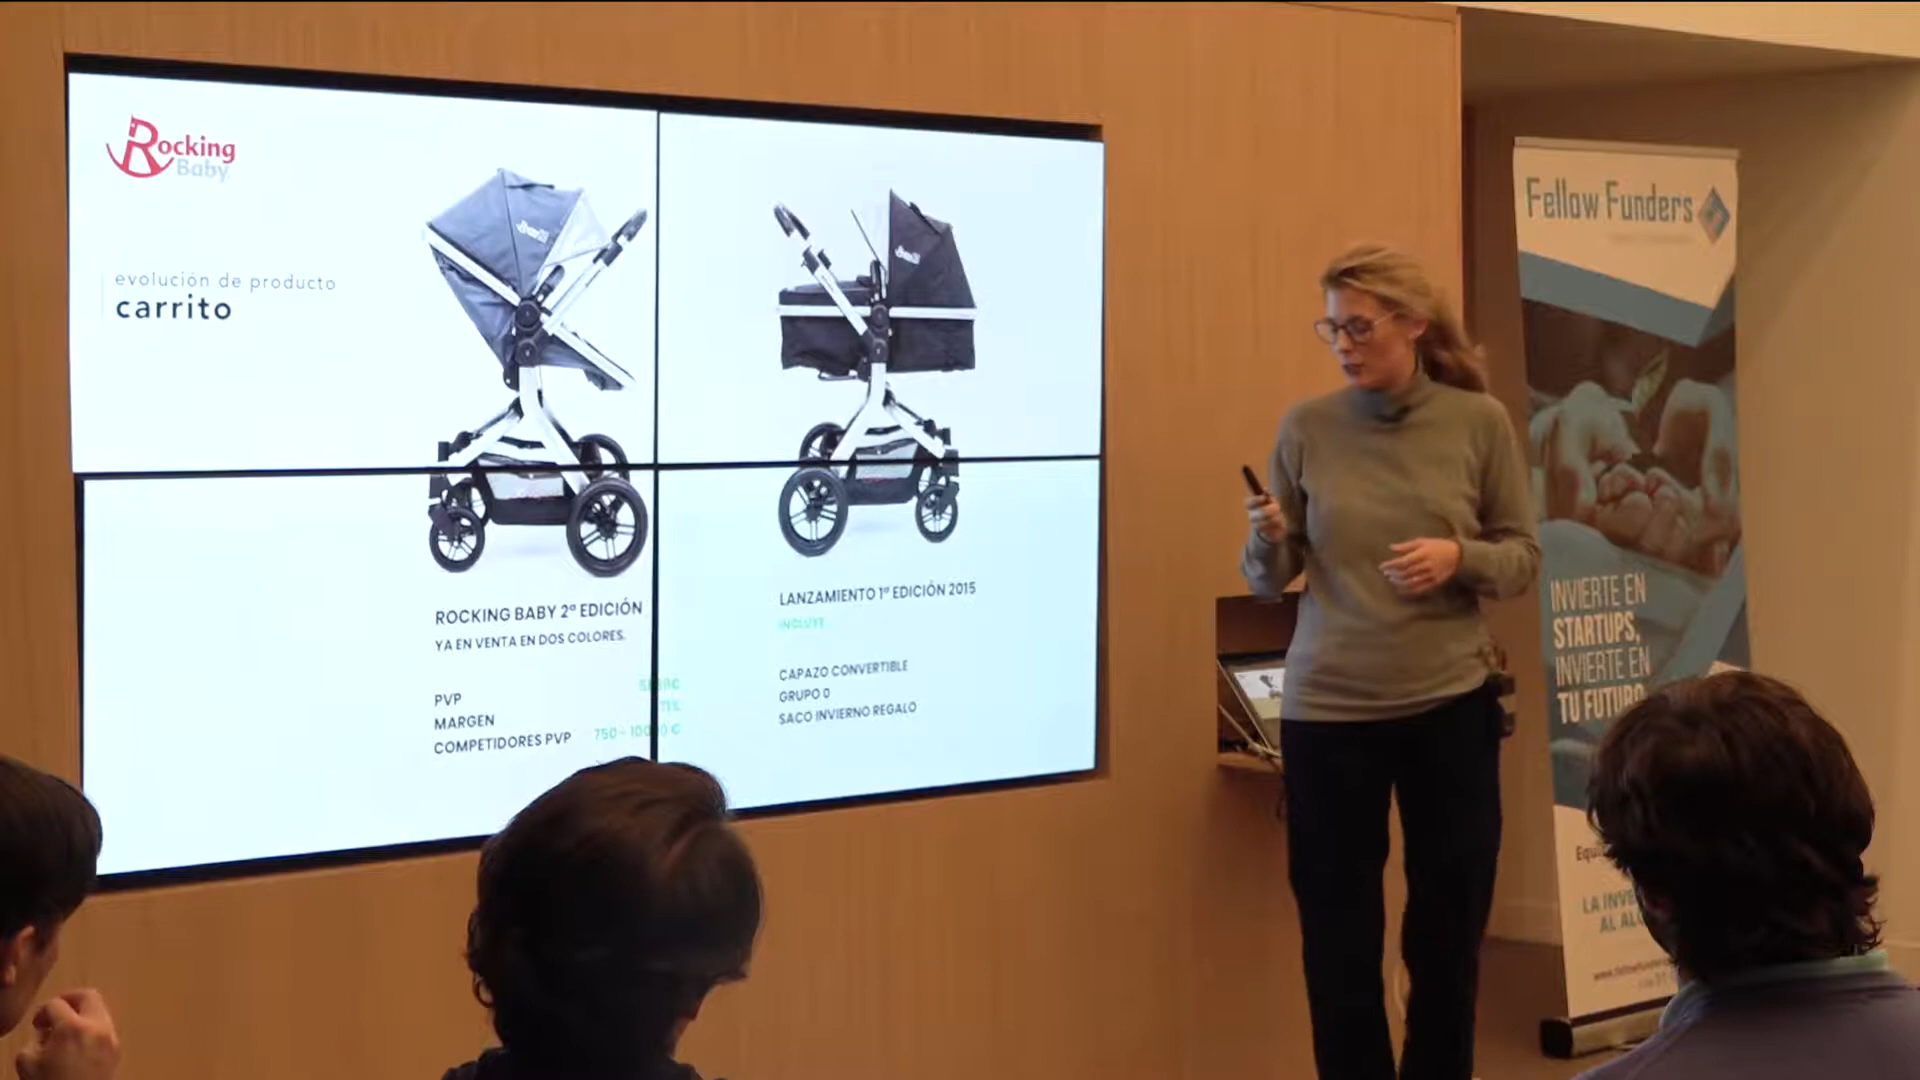 Rocking
Baby
evolución de producto
carrito
ROCKING BABY 2ª EDICIÓN
YA EN VENTA EN DOS COLORES.
PVP
MARGEN
COMPETIDORES PVP
LANZAMIENTO 1ª EDICIÓN 2015
INCLUYE
CAPAZO CONVERTIBLE
GRUPO 0
SACO INVIERNO REGALO
Fellow Funders
INVIERTE EN
STARTUPS,
INVIERTE EN
TU FUTURO
LA
AL